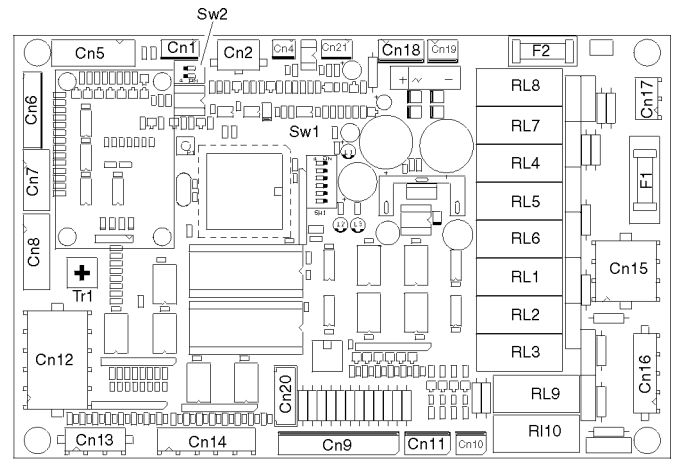 Sw2
Cn5
Cn1
Cn2
Cn4
Cn21
Cn18
Cn19
F2
Cn6
RL8
Cn17
RL7
Sw1
RL4
Cn7
F1
RL5
RL6
Cn8
Cn15
RL1
Tr1
RL2
Cn12
RL3
Cn16
RL9
Cn20
Rl10
Cn13
Cn14
Cn9
Cn11
Cn10